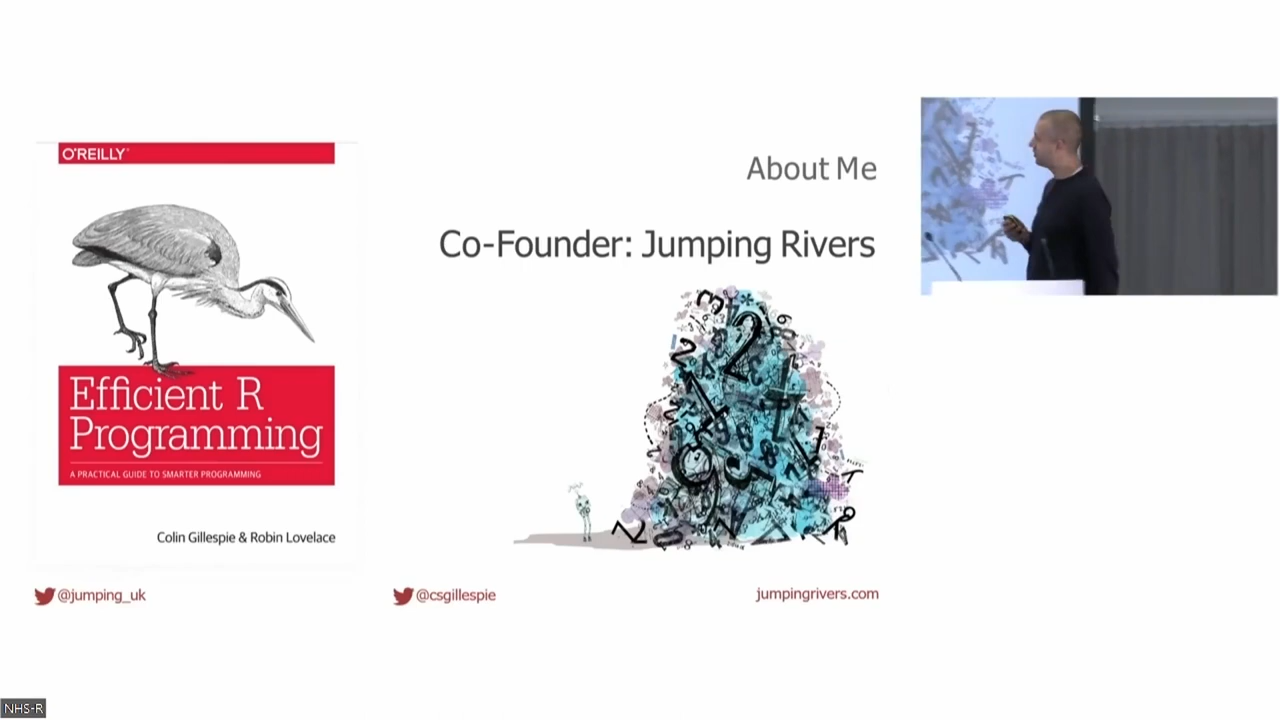 O'REILLY
Efficient R
Programming
A PRACTICAL GUIDE TO SMARTER PROGRAMMING
Colin Gillespie & Robin Lovelace
About Me
Co-Founder: Jumping Rivers
@jumping_uk
@csgillespie
jumpingrivers.com
NHS-R